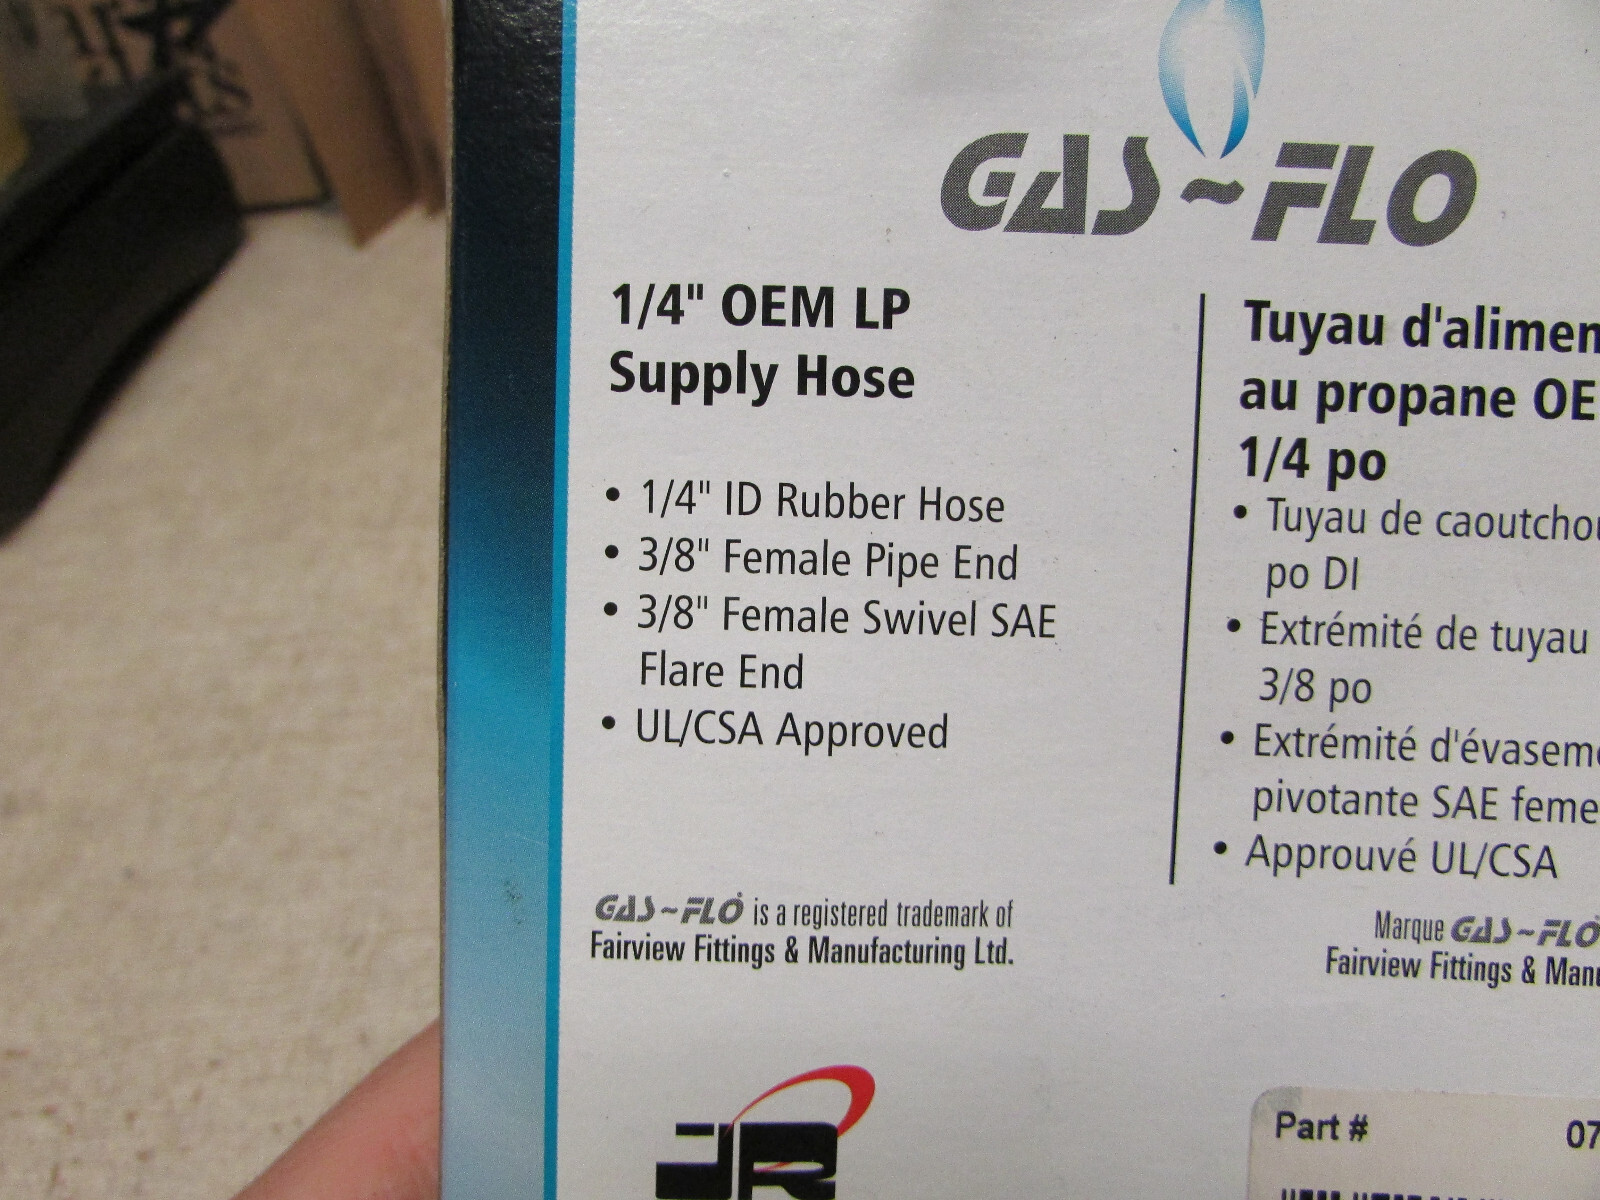 GAS~FLO
1/4" OEM LP
Supply Hose
• 1/4" ID Rubber Hose
• 3/8" Female Pipe End
• 3/8" Female Swivel SAE
Flare End
• UL/CSA Approved
GAS~FLO is a registered trademark of
Fairview Fittings & Manufacturing Ltd.
JR
Tuyau d'alimen
au propane OE
1/4 po
• Tuyau de caoutchou
po DI
• Extrémité de tuyau
3/8 po
• Extrémité d'évaseme
pivotante SAE feme
• Approuvé UL/CSA
Marque GAS~FLO
Fairview Fittings & Manu
Part # 07